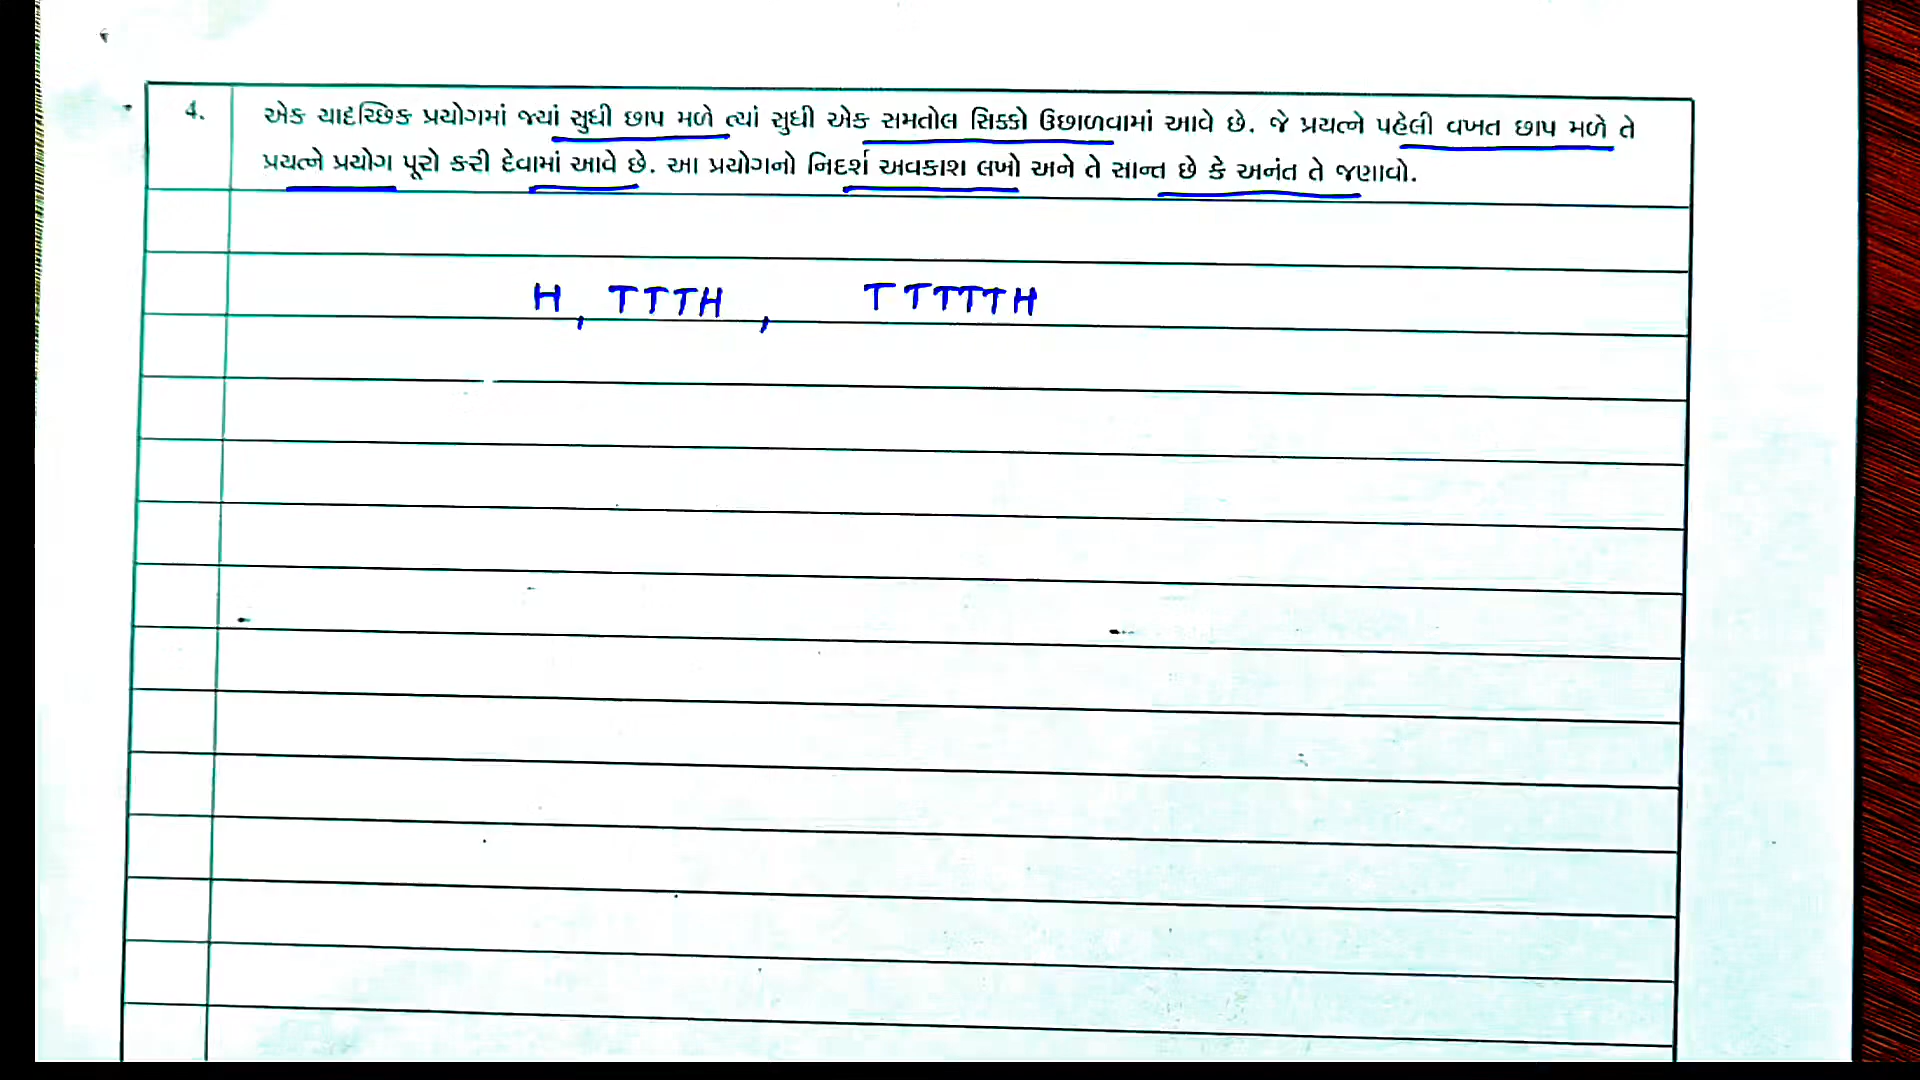 4. એક યાદચ્છિક પ્રયોગમાં જ્યાં સુધી છાપ મળે ત્યાં સુધી એક સમતોલ સિક્કો ઉછાળવામાં આવે છે. જે પ્રયત્ને પહેલી વખત છાપ મળે તે
પ્રયત્ને પ્રયોગ પૂરો કરી દેવામાં આવે છે. આ પ્રયોગનો નિદર્શ અવકાશ લખો અને તે સાન્ત છે કે અનંત તે જણાવો.
H, TTTH, TTTTTH